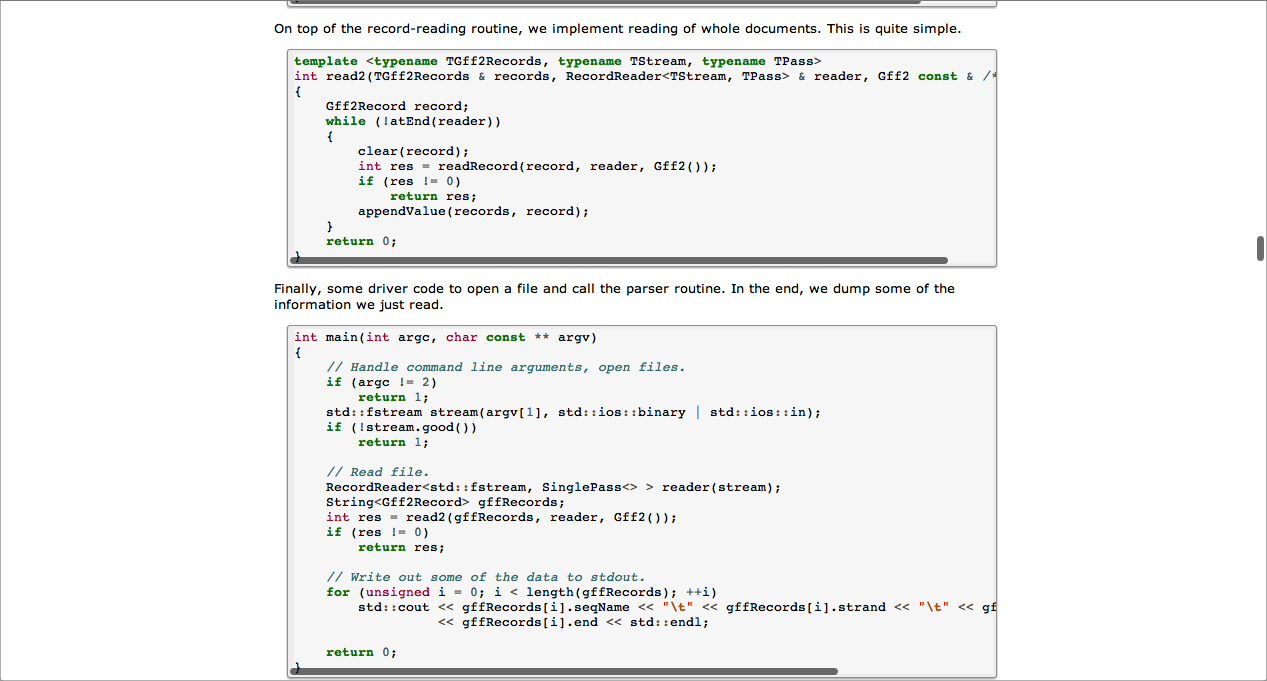 }
On top of the record-reading routine, we implement reading of whole documents. This is quite simple.
template <typename TGff2Records, typename TStream, typename TPass>
int read2(TGff2Records & records, RecordReader<TStream, TPass> & reader, Gff2 const & /*
{
    Gff2Record record;
    while (!atEnd(reader))
    {
        clear(record);
        int res = readRecord(record, reader, Gff2());
        if (res != 0)
            return res;
        appendValue(records, record);
    }
    return 0;
}
Finally, some driver code to open a file and call the parser routine. In the end, we dump some of the
information we just read.
int main(int argc, char const ** argv)
{
    // Handle command line arguments, open files.
    if (argc != 2)
        return 1;
    std::fstream stream(argv[1], std::ios::binary | std::ios::in);
    if (!stream.good())
        return 1;

    // Read file.
    RecordReader<std::fstream, SinglePass<> > reader(stream);
    String<Gff2Record> gffRecords;
    int res = read2(gffRecords, reader, Gff2());
    if (res != 0)
        return res;

    // Write out some of the data to stdout.
    for (unsigned i = 0; i < length(gffRecords); ++i)
        std::cout << gffRecords[i].seqName << "\t" << gffRecords[i].strand << "\t" << gf
                  << gffRecords[i].end << std::endl;

    return 0;
}